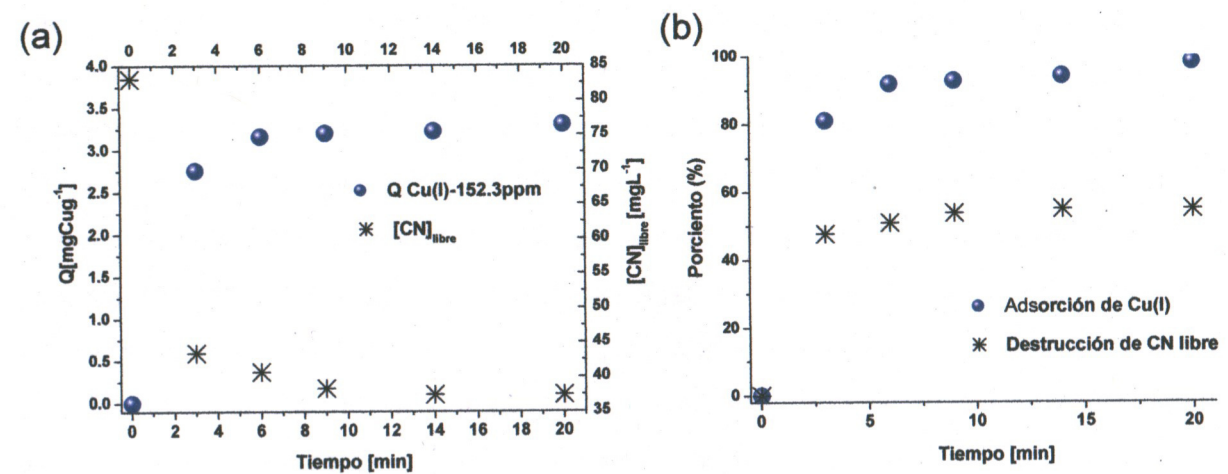 (a)
0 2 4 6 8 10 12 14 16 18 20
4.0
3.5
3.0
2.5
2.0
1.5
1.0
0.5
0.0
Q[mgCug⁻¹]
85
80
75
70
65
60
55
50
45
40
35
[CN]libre [mgL⁻¹]
Q Cu(I)-152.3ppm
[CN]libre
0 2 4 6 8 10 12 14 16 18 20
Tiempo [min]
(b)
100
80
60
40
20
0
Porciento (%)
Adsorción de Cu(I)
Destrucción de CN libre
0 5 10 15 20
Tiempo [min]